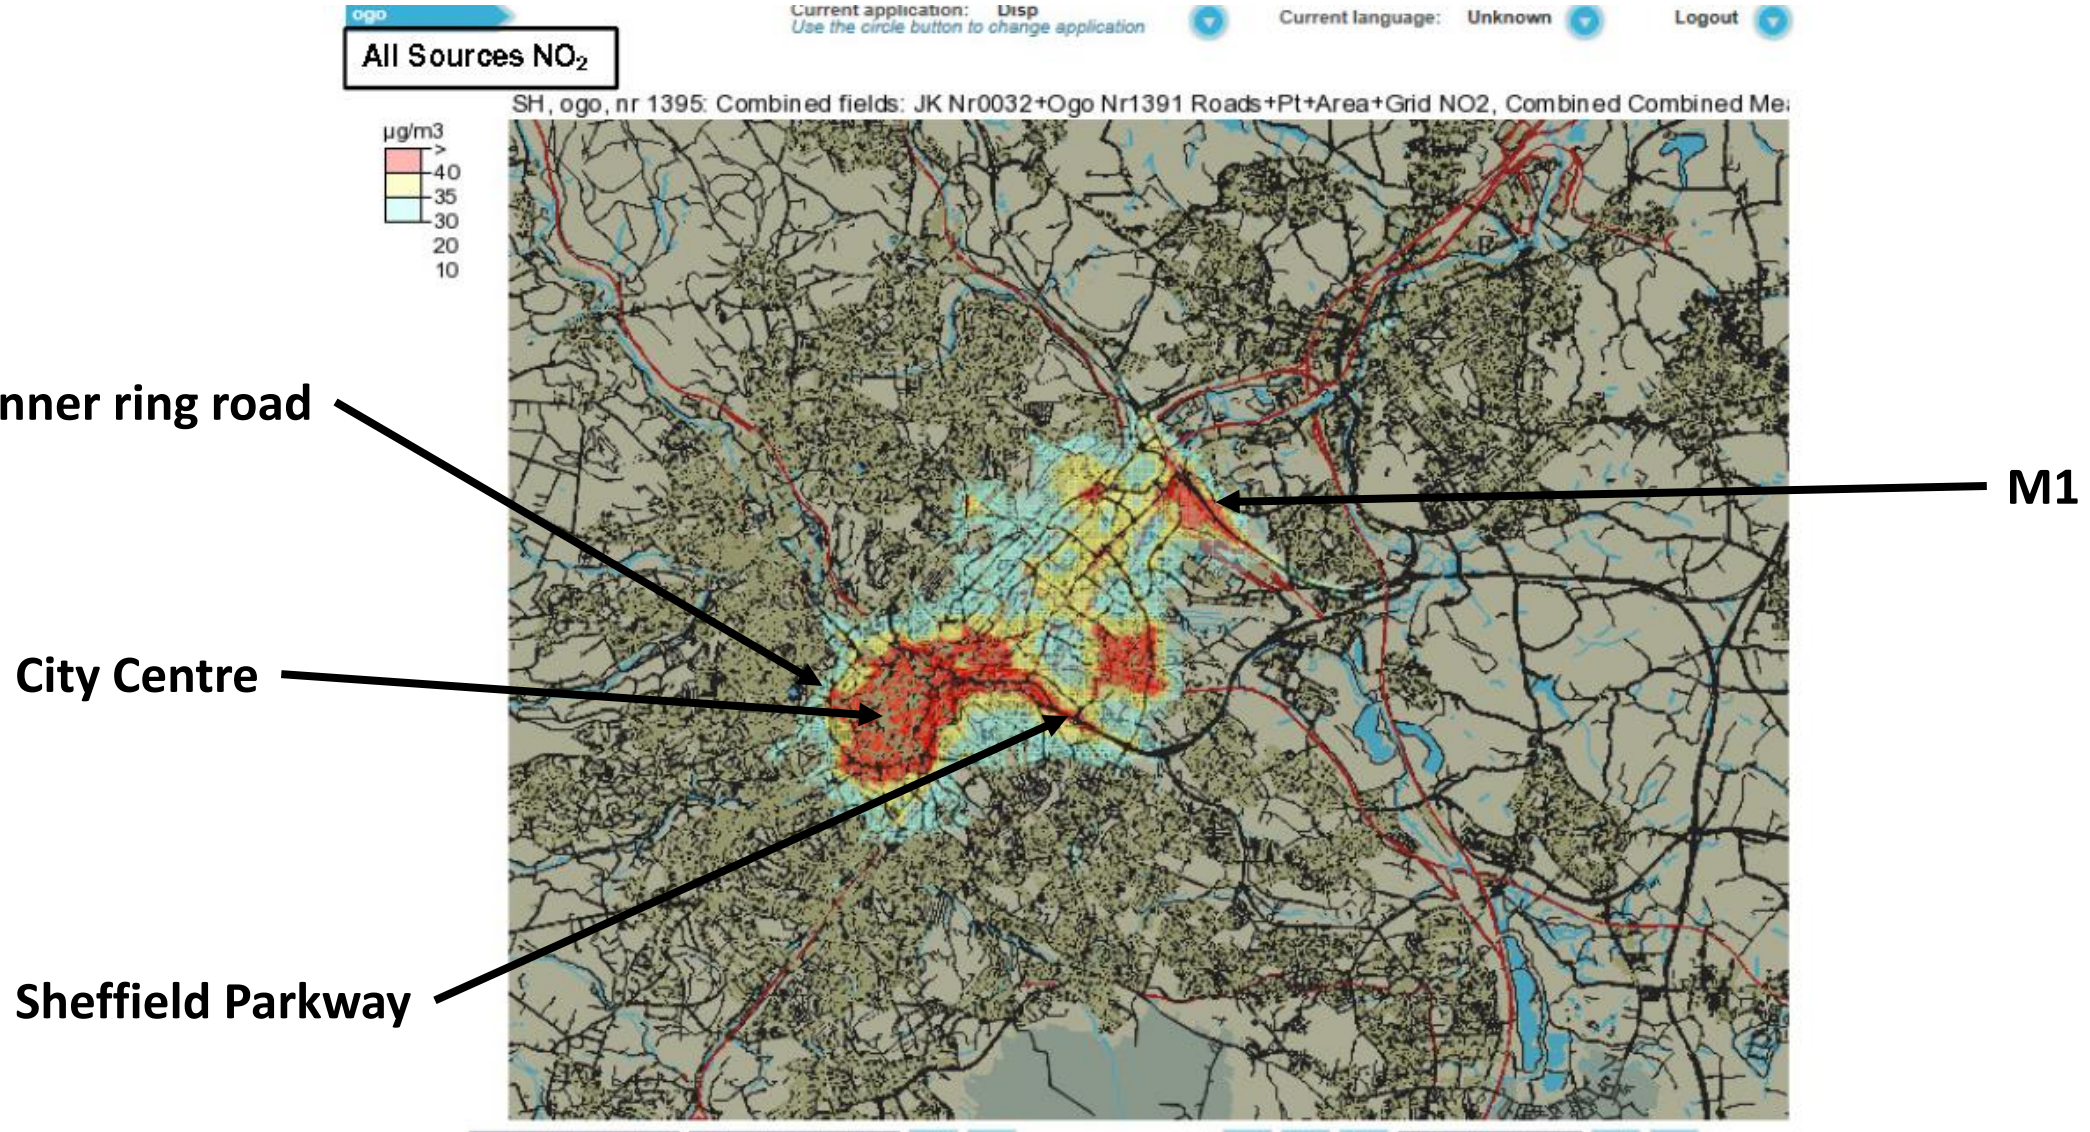 ogo
Current application: Disp
Use the circle button to change application
Current language: Unknown
Logout
All Sources NO₂
SH, ogo, nr 1395: Combined fields: JK Nr0032+Ogo Nr1391 Roads+Pt+Area+Grid NO2, Combined Combined Mea
µg/m3
>
40
35
30
20
10
nner ring road
M1
City Centre
Sheffield Parkway